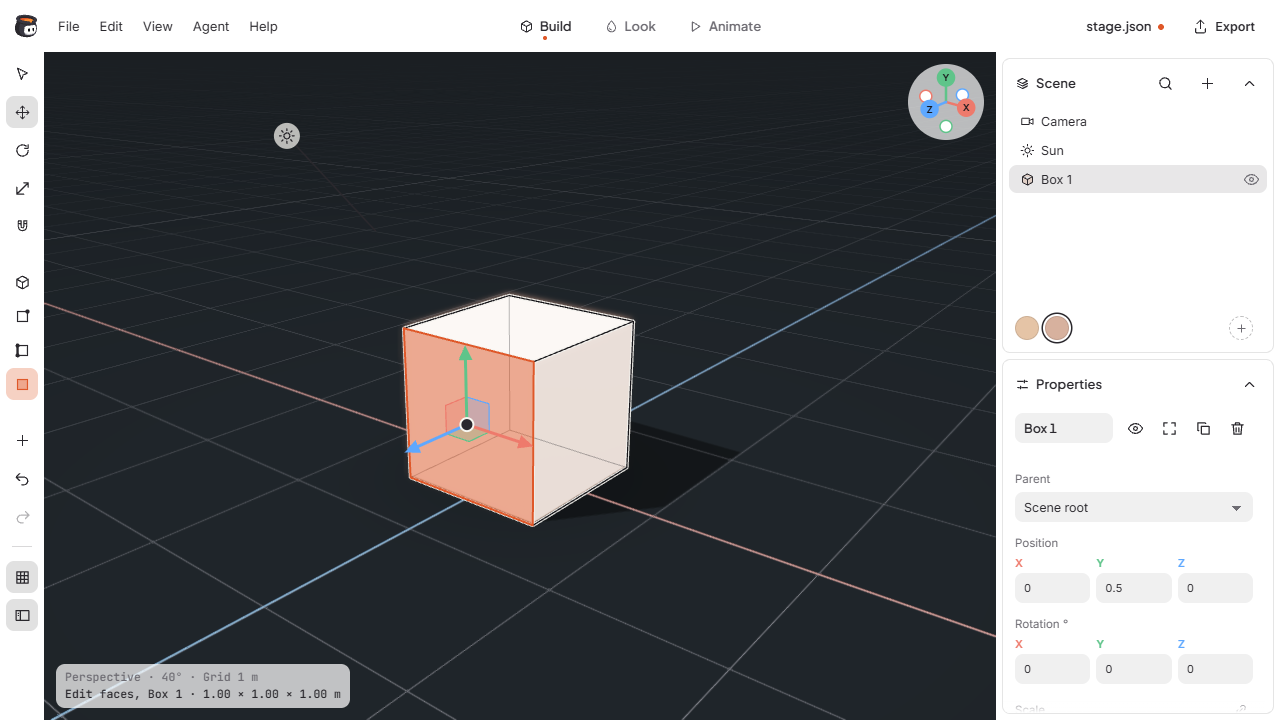 File Edit View Agent Help
Build Look Animate
stage.json Export
Y
X
Z
Scene
Camera
Sun
Box 1
Properties
Box 1
Parent
Scene root
Position
X Y Z
0 0.5 0
Rotation °
X Y Z
0 0 0
Scale
Perspective · 40° · Grid 1 m
Edit faces, Box 1 · 1.00 × 1.00 × 1.00 m